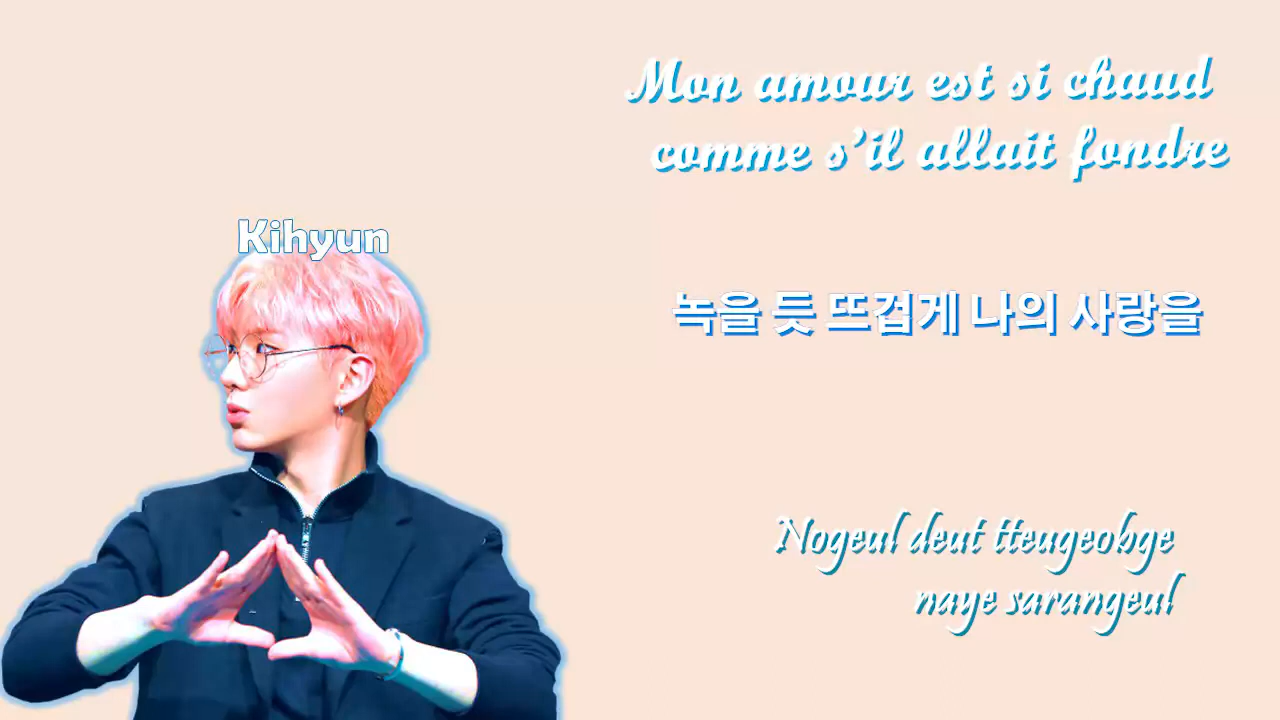 Mon amour est si chaud
comme s'il allait fondre
Kihyun
녹을 듯 뜨겁게 나의 사랑을
Nogeul deut tteugeobge
naye sarangeul